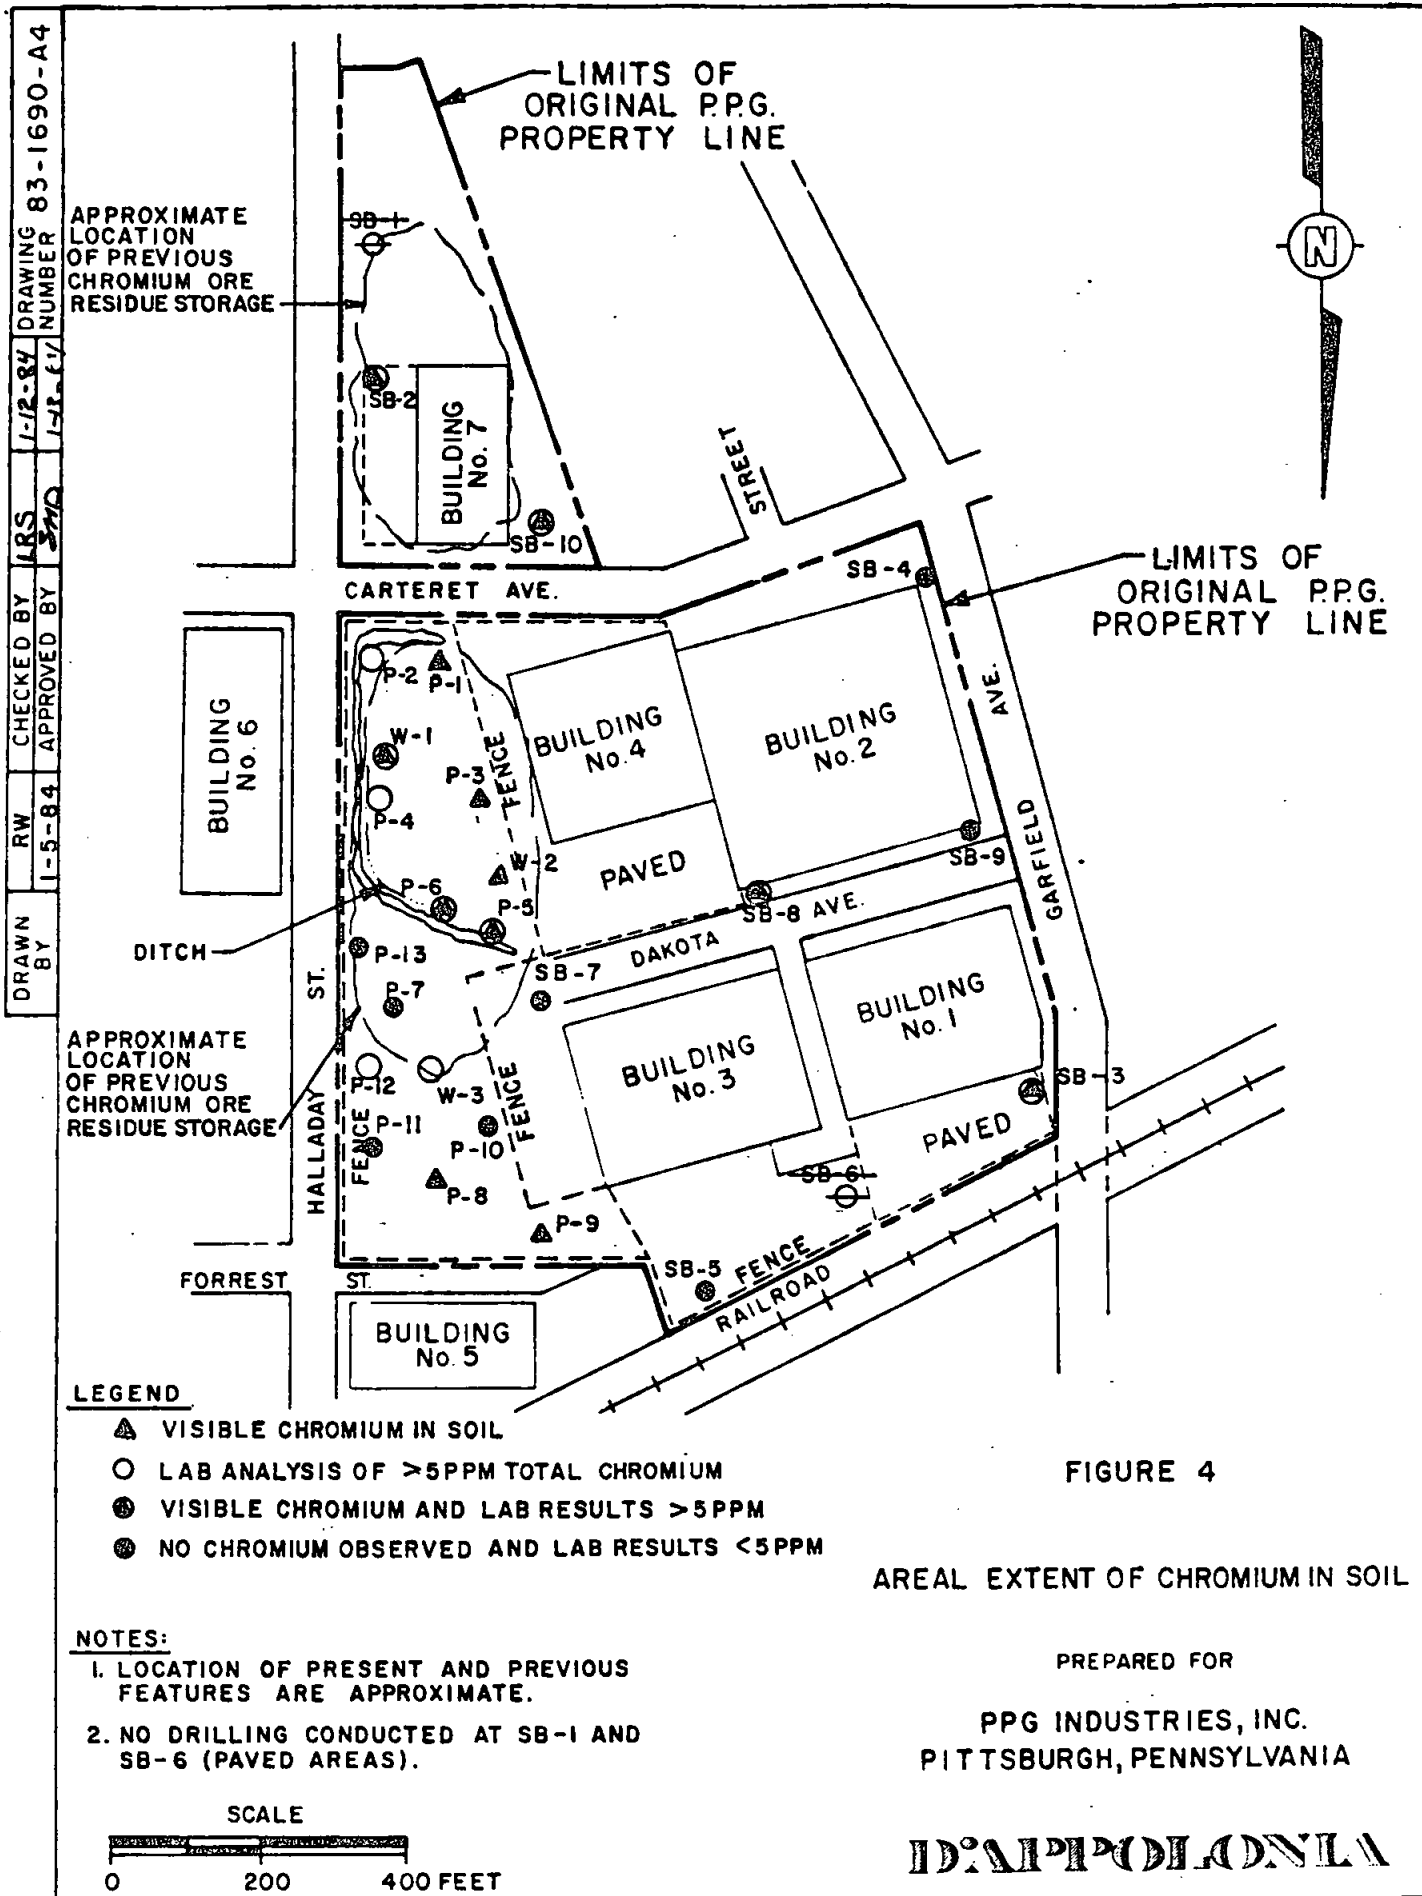 DRAWING NUMBER 83-1690-A4
1-12-84
CHECKED BY LRS
APPROVED BY
DRAWN BY RW
1-5-84
LIMITS OF
ORIGINAL P.P.G.
PROPERTY LINE
APPROXIMATE
LOCATION
OF PREVIOUS
CHROMIUM ORE
RESIDUE STORAGE
SB-1
N
SB-2
BUILDING
No. 7
SB-10
STREET
CARTERET AVE.
SB-4
LIMITS OF
ORIGINAL P.P.G.
PROPERTY LINE
BUILDING
No. 6
P-2
P-1
W-1
P-3
P-4
FENCE
BUILDING
No. 4
BUILDING
No. 2
AVE.
GARFIELD
PAVED
SB-9
W-2
P-6
P-5
SB-8 AVE.
DAKOTA
DITCH
P-13
P-7
SB-7
ST.
HALLADAY
APPROXIMATE
LOCATION
OF PREVIOUS
CHROMIUM ORE
RESIDUE STORAGE
P-12
W-3
FENCE
BUILDING
No. 3
BUILDING
No. 1
SB-3
PAVED
P-11
P-10
FENCE
P-8
SB-6
P-9
FORREST ST.
SB-5
FENCE
RAILROAD
BUILDING
No. 5
LEGEND
VISIBLE CHROMIUM IN SOIL
LAB ANALYSIS OF >5PPM TOTAL CHROMIUM
VISIBLE CHROMIUM AND LAB RESULTS >5PPM
NO CHROMIUM OBSERVED AND LAB RESULTS <5PPM
FIGURE 4
AREAL EXTENT OF CHROMIUM IN SOIL
NOTES:
1. LOCATION OF PRESENT AND PREVIOUS
FEATURES ARE APPROXIMATE.
2. NO DRILLING CONDUCTED AT SB-1 AND
SB-6 (PAVED AREAS).
PREPARED FOR
PPG INDUSTRIES, INC.
PITTSBURGH, PENNSYLVANIA
SCALE
0 200 400 FEET
D'APPOLONIA